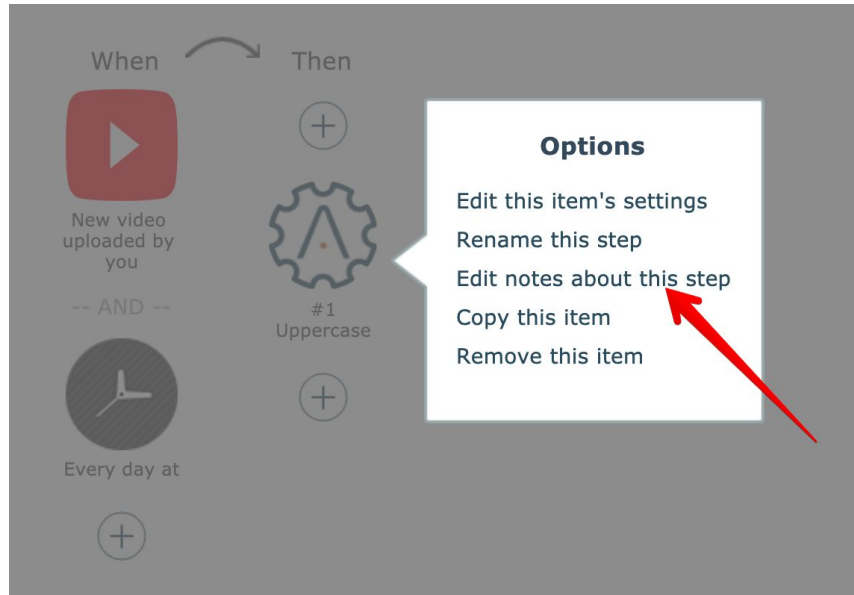 When
Then
New video
uploaded by
you
-- AND --
Every day at
#1
Uppercase
Options
Edit this item's settings
Rename this step
Edit notes about this step
Copy this item
Remove this item